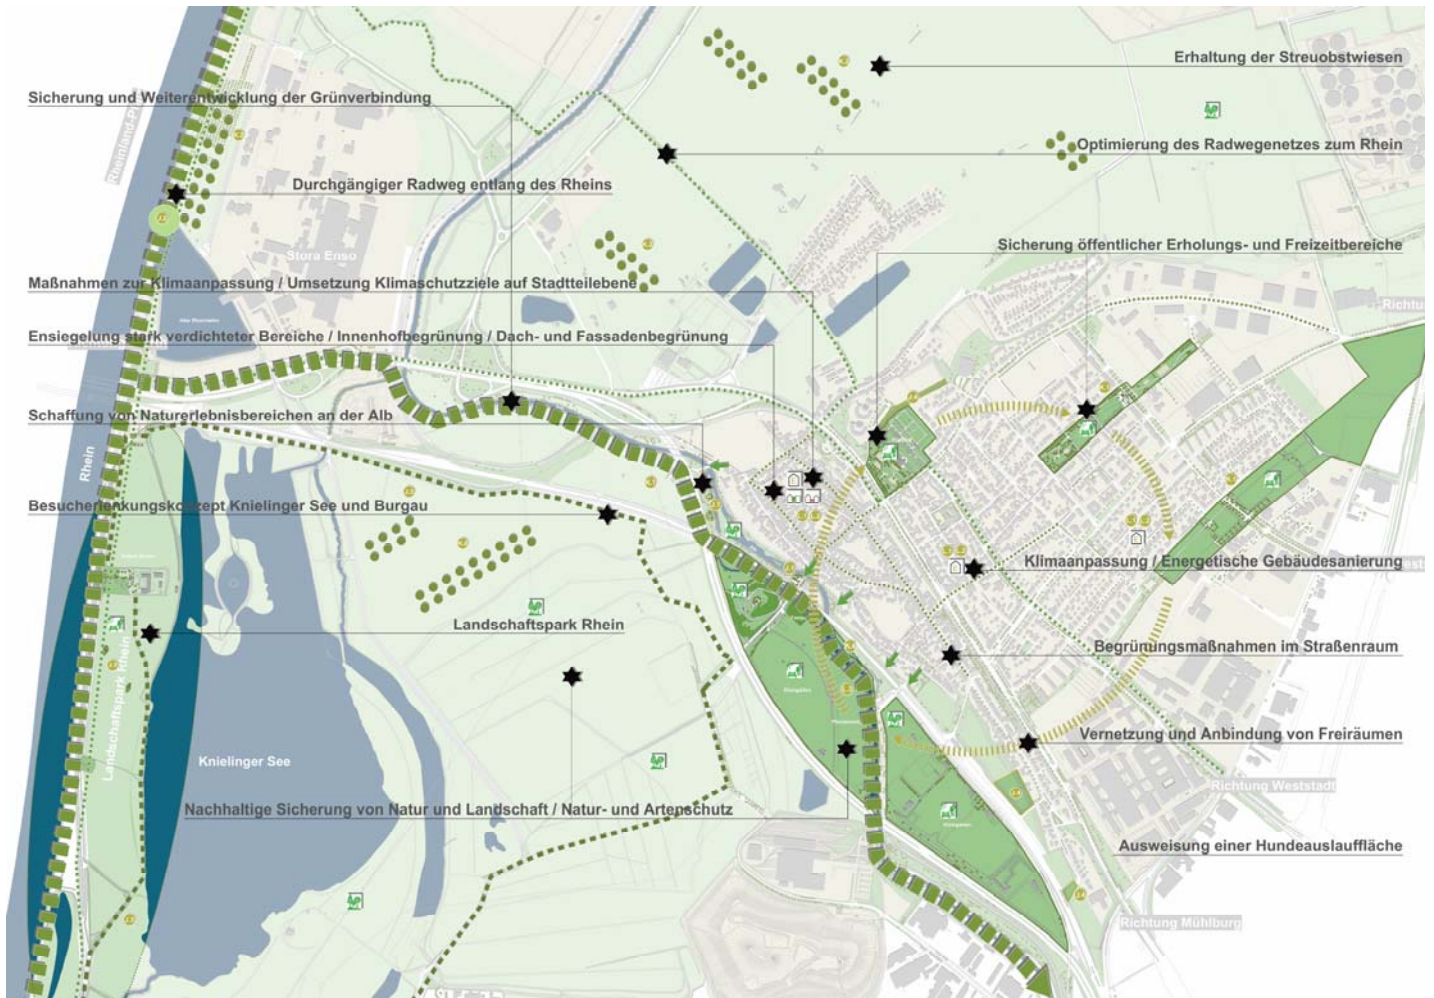 Erhaltung der Streuobstwiesen
Sicherung und Weiterentwicklung der Grünverbindung
Optimierung des Radwegenetzes zum Rhein
Durchgängiger Radweg entlang des Rheins
Stora Enso
Sicherung öffentlicher Erholungs- und Freizeitbereiche
Maßnahmen zur Klimaanpassung / Umsetzung Klimaschutzziele auf Stadtteilebene
Ensiegelung stark verdichteter Bereiche / Innenhofbegrünung / Dach- und Fassadenbegrünung
Schaffung von Naturerlebnisbereichen an der Alb
Rhein
Besucherlenkungskonzept Knielinger See und Burgau
Klimaanpassung / Energetische Gebäudesanierung
Landschaftspark Rhein
Begrünungsmaßnahmen im Straßenraum
Landschaftspark Rhein
Vernetzung und Anbindung von Freiräumen
Knielinger See
Richtung Weststadt
Nachhaltige Sicherung von Natur und Landschaft / Natur- und Artenschutz
Ausweisung einer Hundeauslauffläche
Richtung Mühlburg